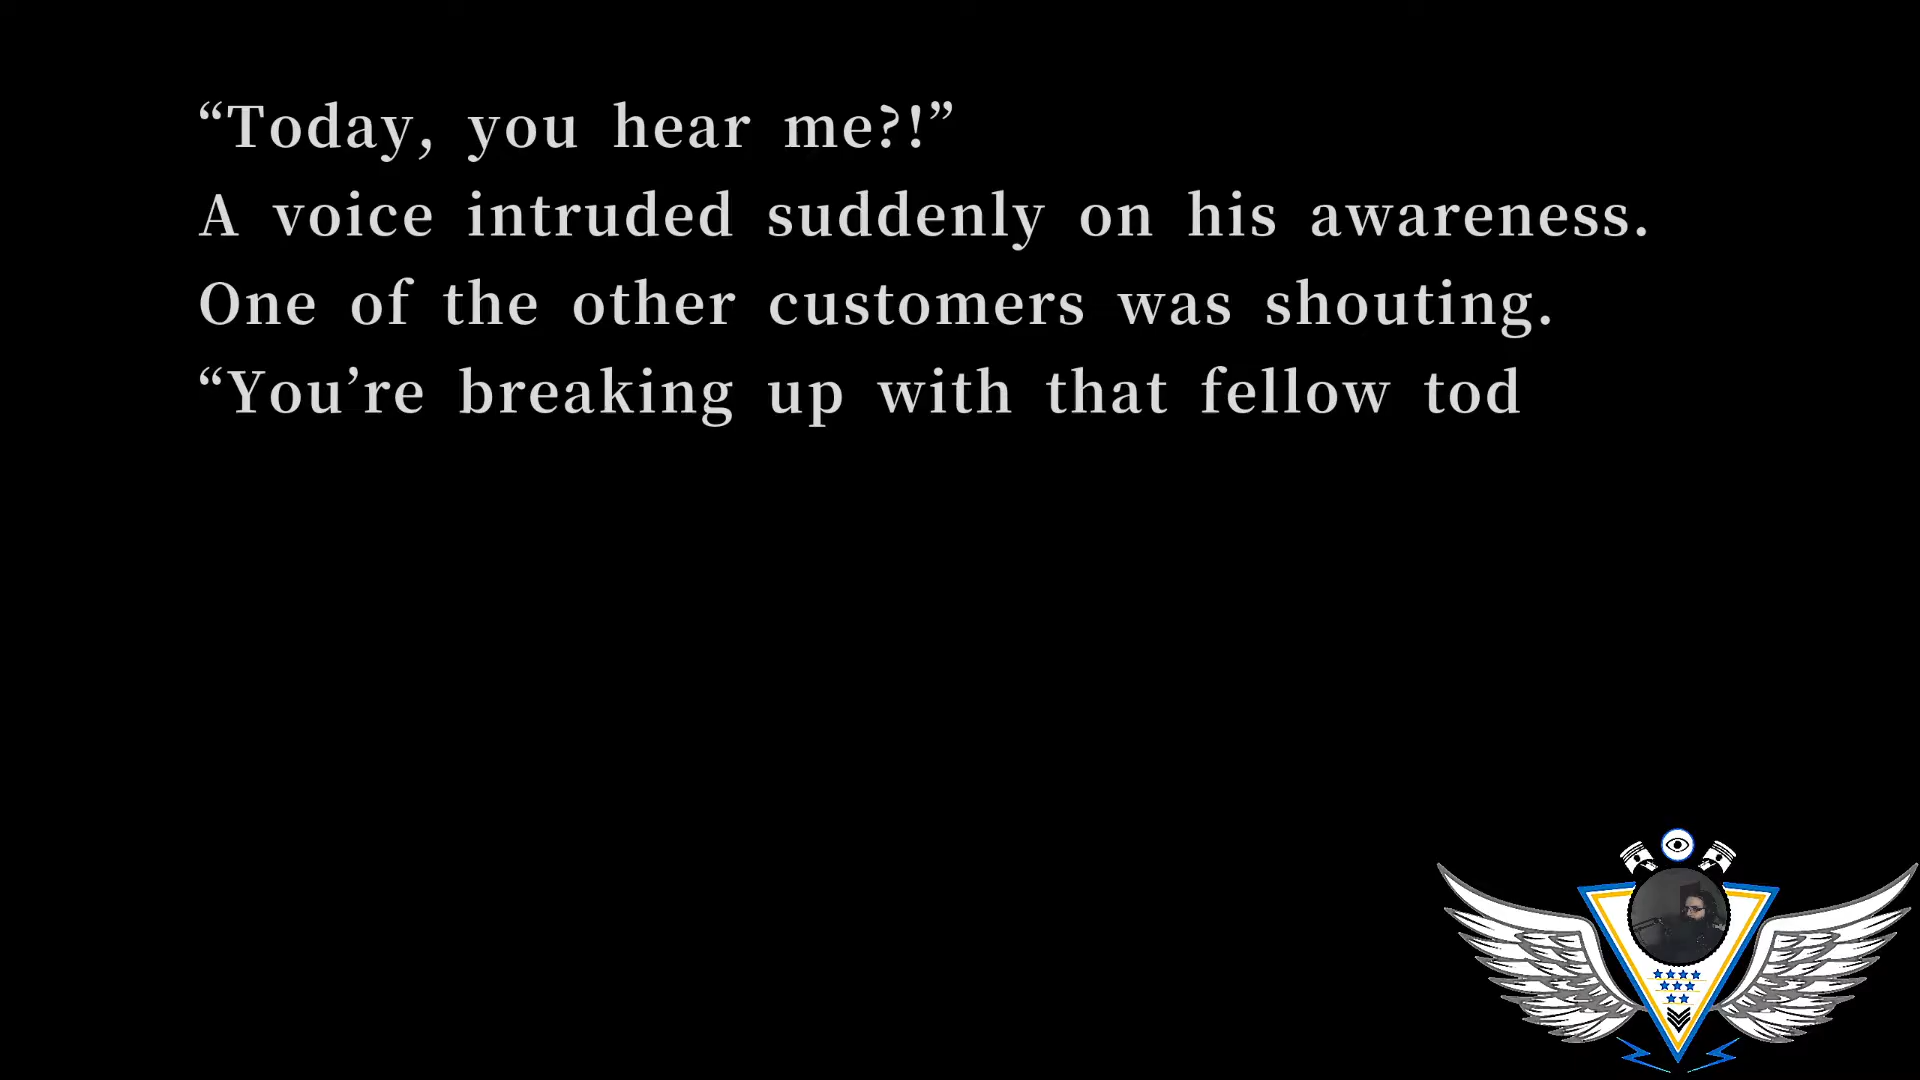 “Today, you hear me?!”
A voice intruded suddenly on his awareness.
One of the other customers was shouting.
“You’re breaking up with that fellow tod